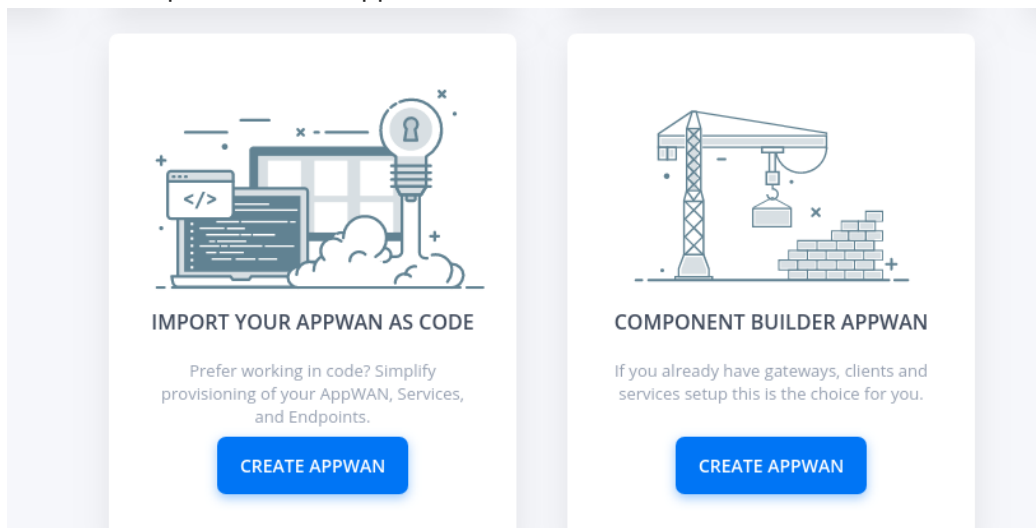 </>
IMPORT YOUR APPWAN AS CODE
Prefer working in code? Simplify
provisioning of your AppWAN, Services,
and Endpoints.
CREATE APPWAN
COMPONENT BUILDER APPWAN
If you already have gateways, clients and
services setup this is the choice for you.
CREATE APPWAN